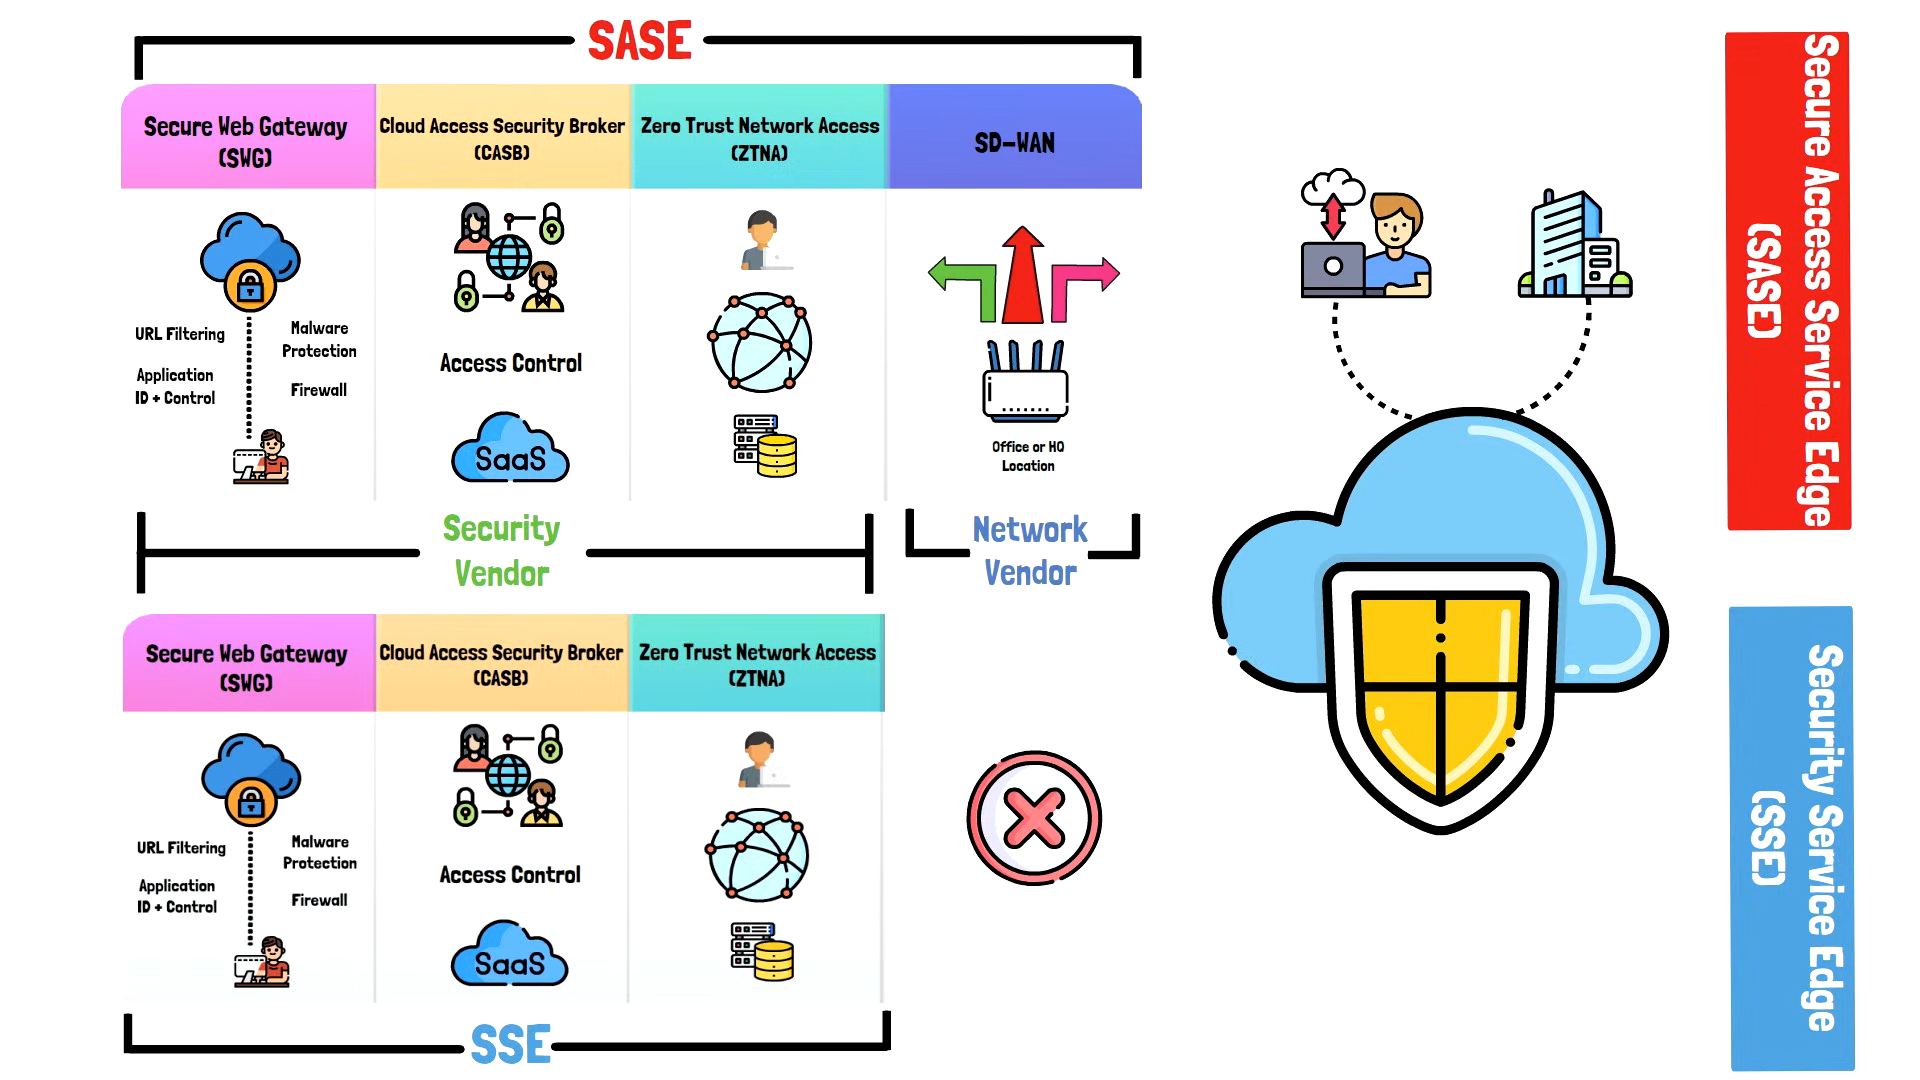 SASE
Secure Web Gateway
(SWG)
Cloud Access Security Broker
(CASB)
Zero Trust Network Access
(ZTNA)
SD-WAN
URL Filtering
Malware
Protection
Application
ID + Control
Firewall
Access Control
SaaS
Office or HQ
Location
Security
Vendor
Network
Vendor
Secure Web Gateway
(SWG)
Cloud Access Security Broker
(CASB)
Zero Trust Network Access
(ZTNA)
URL Filtering
Malware
Protection
Application
ID + Control
Firewall
Access Control
SaaS
SSE
Secure Access Service Edge
(SASE)
Security Service Edge
(SSE)